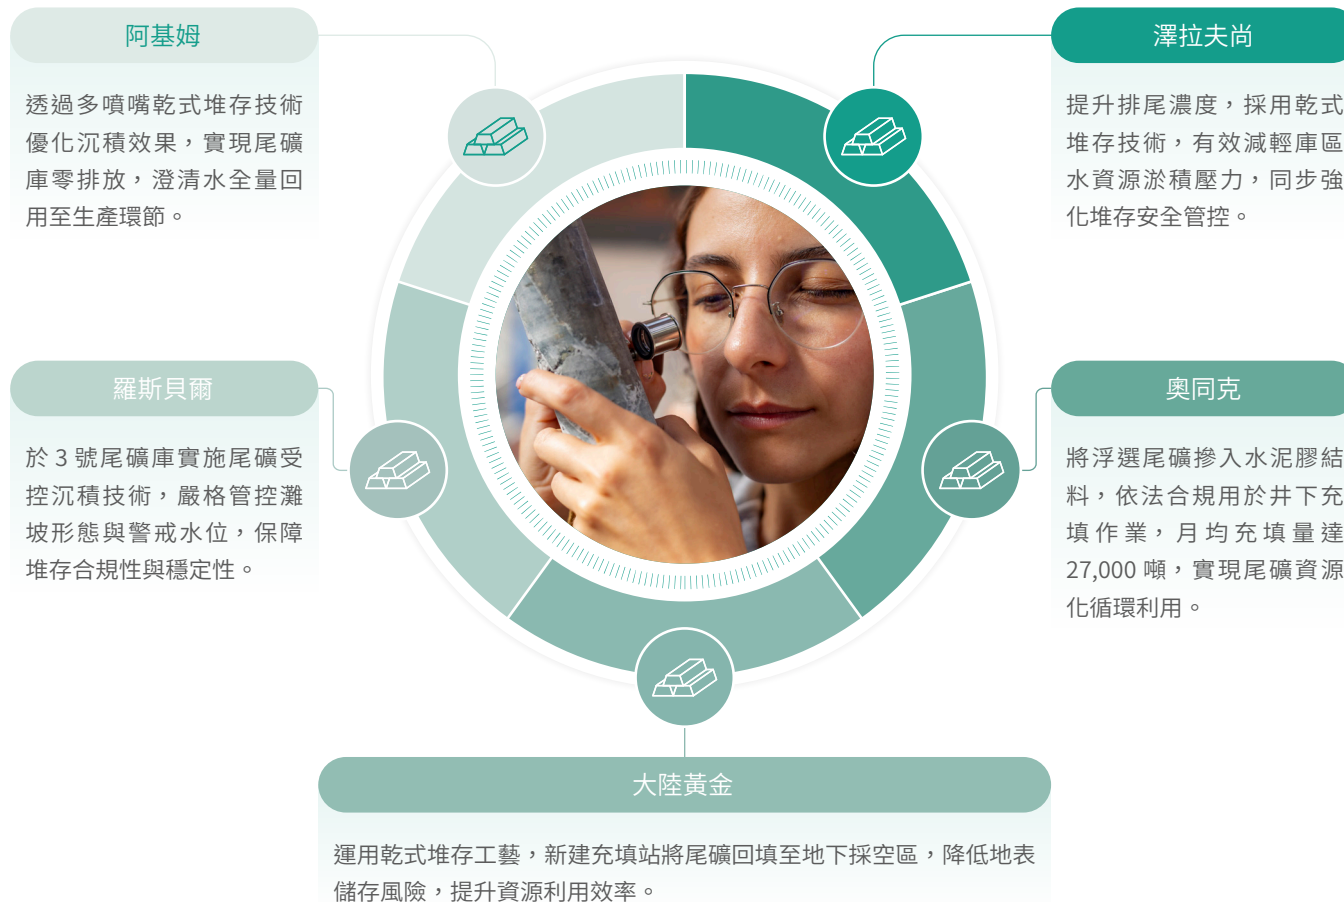 阿基姆
透過多噴嘴乾式堆存技術
優化沉積效果，實現尾礦
庫零排放，澄清水全量回
用至生產環節。
澤拉夫尚
提升排尾濃度，採用乾式
堆存技術，有效減輕庫區
水資源淤積壓力，同步強
化堆存安全管控。
羅斯貝爾
於 3 號尾礦庫實施尾礦受
控沉積技術，嚴格管控灘
坡形態與警戒水位，保障
堆存合規性與穩定性。
奧同克
將浮選尾礦摻入水泥膠結
料，依法合規用於井下充
填作業，月均充填量達
27,000 噸，實現尾礦資源
化循環利用。
大陸黃金
運用乾式堆存工藝，新建充填站將尾礦回填至地下採空區，降低地表
儲存風險，提升資源利用效率。